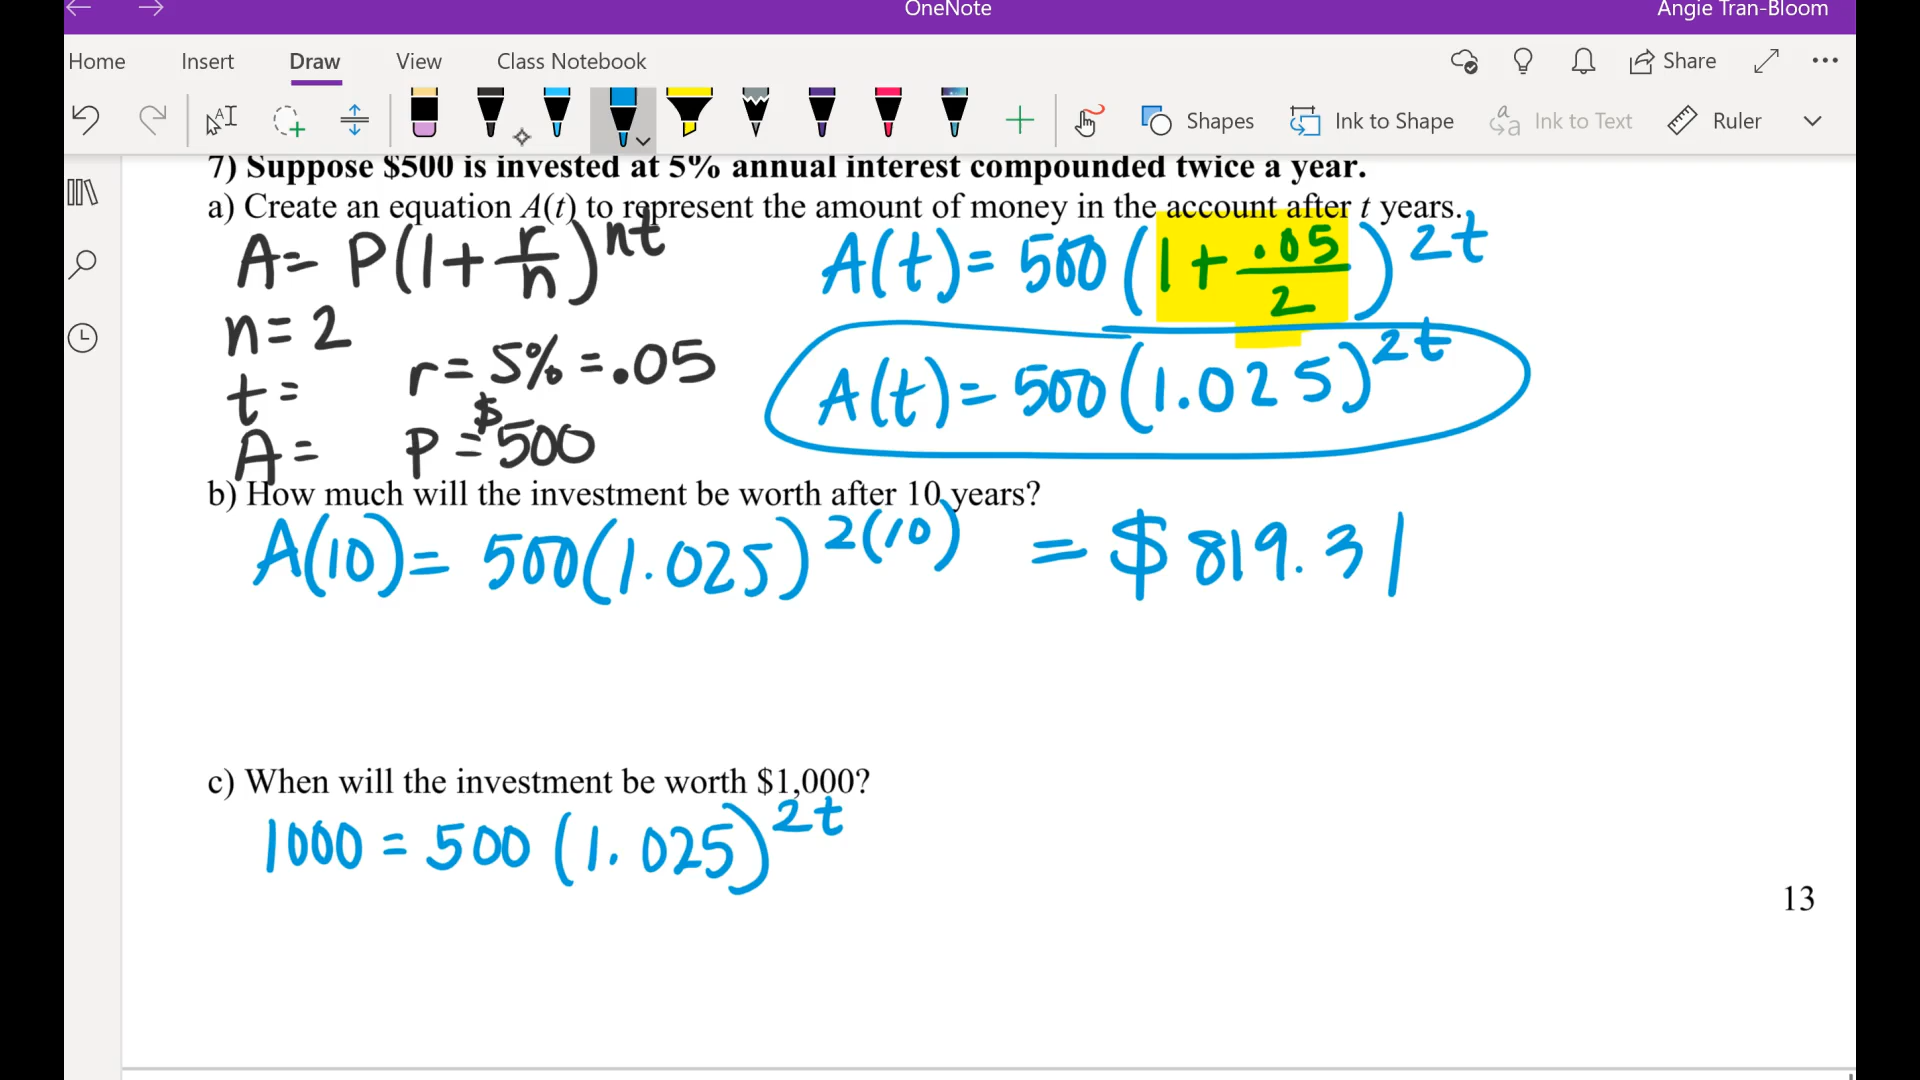 OneNote
Angie Tran-Bloom
Home Insert Draw View Class Notebook Share
Shapes Ink to Shape Ink to Text Ruler
7) Suppose $500 is invested at 5% annual interest compounded twice a year.
a) Create an equation A(t) to represent the amount of money in the account after t years.
A = P(1 + r/n)^nt
A(t) = 500(1 + .05/2)^2t
n = 2
r = 5% = .05
t =
A(t) = 500(1.025)^2t
A =
P = $500
b) How much will the investment be worth after 10 years?
A(10) = 500(1.025)^2(10) = $819.31
c) When will the investment be worth $1,000?
1000 = 500(1.025)^2t
13